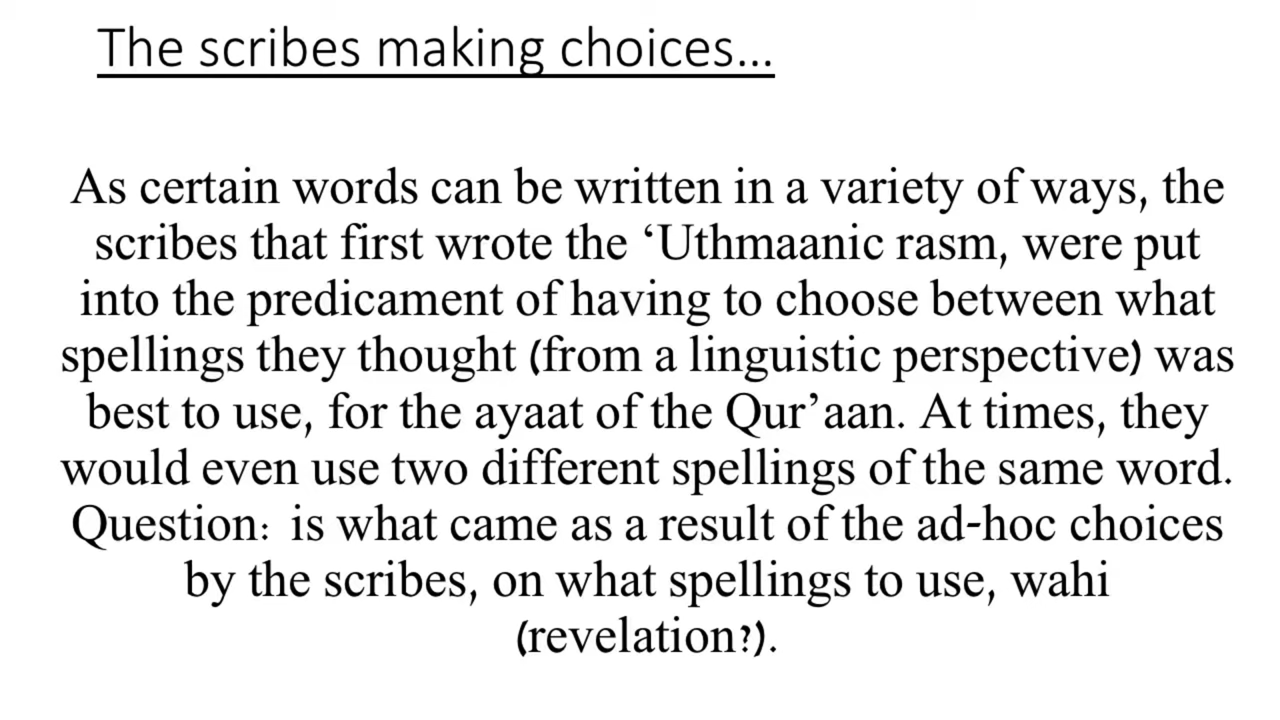 The scribes making choices...
As certain words can be written in a variety of ways, the
scribes that first wrote the ‘Uthmaanic rasm, were put
into the predicament of having to choose between what
spellings they thought (from a linguistic perspective) was
best to use, for the ayaat of the Qur’aan. At times, they
would even use two different spellings of the same word.
Question: is what came as a result of the ad-hoc choices
by the scribes, on what spellings to use, wahi
(revelation?).